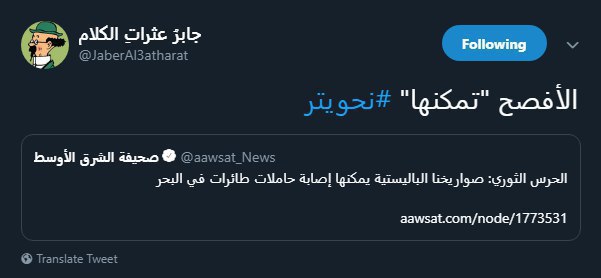 جابرُ عثراتِ الكلام
@JaberAl3atharat
Following
الأفصح "تمكنها" #نحويتر
صحيفة الشرق الأوسط @aawsat_News
الحرس الثوري: صواريخنا الباليستية يمكنها إصابة حاملات طائرات في البحر
aawsat.com/node/1773531
Translate Tweet